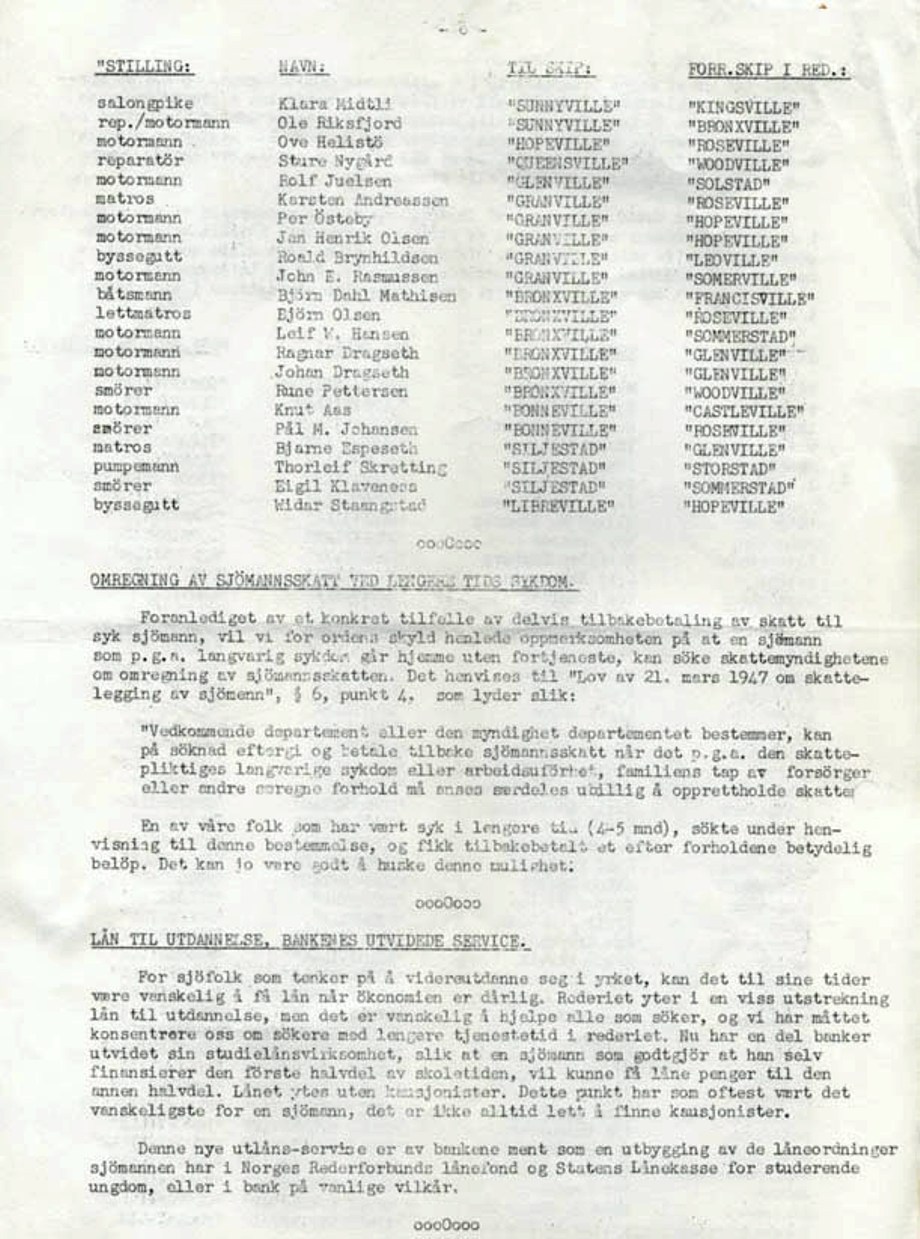 "STILLING: NAVN: TIL SKIP: FORR.SKIP I RED.:
salongpike Klara Midtli "SUNNYVILLE" "KINGSVILLE"
rep./motormann Ole Riksfjord "SUNNYVILLE" "BRONXVILLE"
motormann Ove Helistö "HOPEVILLE" "ROSEVILLE"
reparatör Sture Nygård "QUEENSVILLE" "WOODVILLE"
motormann Rolf Juelsen "GLENVILLE" "SOLSTAD"
matros Karsten Andreassen "GRANVILLE" "ROSEVILLE"
motormann Per Östeby "GRANVILLE" "HOPEVILLE"
motormann Jan Henrik Olsen "GRANVILLE" "HOPEVILLE"
byssegutt Roald Brynhildsen "GRANVILLE" "LEOVILLE"
motormann John E. Rasmussen "GRANVILLE" "SOMERVILLE"
båtsmann Björn Dahl Mathisen "BRONXVILLE" "FRANCISVILLE"
lettmatros Björn Olsen "BRONXVILLE" "ROSEVILLE"
motormann Leif Hansen "BRONXVILLE" "SOMMERSTAD"
motormann Ragnar Dragseth "BRONXVILLE" "GLENVILLE"
motormann Johan Dragseth "BRONXVILLE" "GLENVILLE"
smörer Rune Pettersen "BRONXVILLE" "WOODVILLE"
motormann Knut Aas "BONNEVILLE" "CASTLEVILLE"
smörer Pål M. Johansen "BONNEVILLE" "ROSEVILLE"
matros Bjarne Espeseth "SILJESTAD" "GLENVILLE"
pumpemann Thorleif Skretting "SILJESTAD" "STORSTAD"
smörer Eigil Klaveness "SILJESTAD" "SOMMERSTAD"
byssegutt Widar Staangstad "LIBREVILLE" "HOPEVILLE"
oooOooo
OMREGNING AV SJÖMANNSSKATT VED LENGERE TIDS SYKDOM.
Foranlediget av et konkret tilfelle av delvis tilbakebetaling av skatt til
syk sjömann, vil vi for ordens skyld henlede oppmerksomheten på at en sjömann
som p.g.a. langvarig sykdom går hjemme uten fortjeneste, kan söke skattemyndighetene
om omregning av sjömannsskatten. Det henvises til "Lov av 21. mars 1947 om skatte-
legging av sjömenn", § 6, punkt 4. som lyder slik:
"Vedkommende departement eller den myndighet departementet bestemmer, kan
på söknad eftergi og betale tilbake sjömannsskatt når det p.g.a. den skatte-
pliktiges langvarige sykdom eller arbeidsuförhet, familiens tap av forsörger
eller andre særegne forhold må anses særdeles ubillig å opprettholde skatten
En av våre folk som har vært syk i lengere tid (4-5 mnd), sökte under hen-
visning til denne bestemmelse, og fikk tilbakebetalt et efter forholdene betydelig
belöp. Det kan jo være godt å huske denne mulighet!
oooOooo
LÅN TIL UTDANNELSE, BANKENES UTVIDEDE SERVICE.
For sjöfolk som tenker på å videreutdanne seg i yrket, kan det til sine tider
være vanskelig å få lån når ökonomien er dårlig. Rederiet yter i en viss utstrekning
lån til utdannelse, men det er vanskelig å hjelpe alle som söker, og vi har måttet
konsentrere oss om sökere med lengere tjenestetid i rederiet. Nu har en del banker
utvidet sin studielånsvirksomhet, slik at en sjömann som godtgjör at han selv
finansierer den förste halvdel av skoletiden, vil kunne få låne penger til den
annen halvdel. Lånet ytes uten kausjonister. Dette punkt har som oftest vært det
vanskeligste for en sjömann, det er ikke alltid lett å finne kausjonister.
Denne nye utlåns-service er av bankene ment som en utbygging av de låneordninger
sjömannen har i Norges Rederforbunds lånefond og Statens Lånekasse for studerende
ungdom, eller i bank på vanlige vilkår.
oooOooo